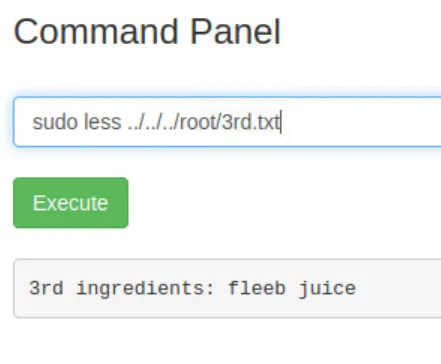 Command Panel
sudo less ../../../root/3rd.txt
Execute
3rd ingredients: fleeb juice